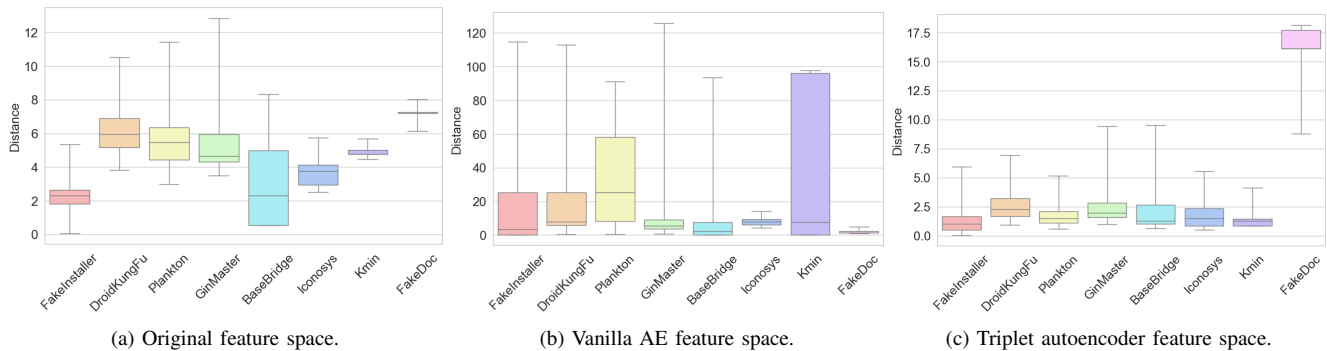 12
10
8
6
4
2
0
Distance
FakeInstaller
DroidKungFu
Plankton
GinMaster
BaseBridge
Iconosys
Kmin
FakeDoc
(a) Original feature space.
120
100
80
60
40
20
0
Distance
FakeInstaller
DroidKungFu
Plankton
GinMaster
BaseBridge
Iconosys
Kmin
FakeDoc
(b) Vanilla AE feature space.
17.5
15.0
12.5
10.0
7.5
5.0
2.5
0.0
Distance
FakeInstaller
DroidKungFu
Plankton
GinMaster
BaseBridge
Iconosys
Kmin
FakeDoc
(c) Triplet autoencoder feature space.